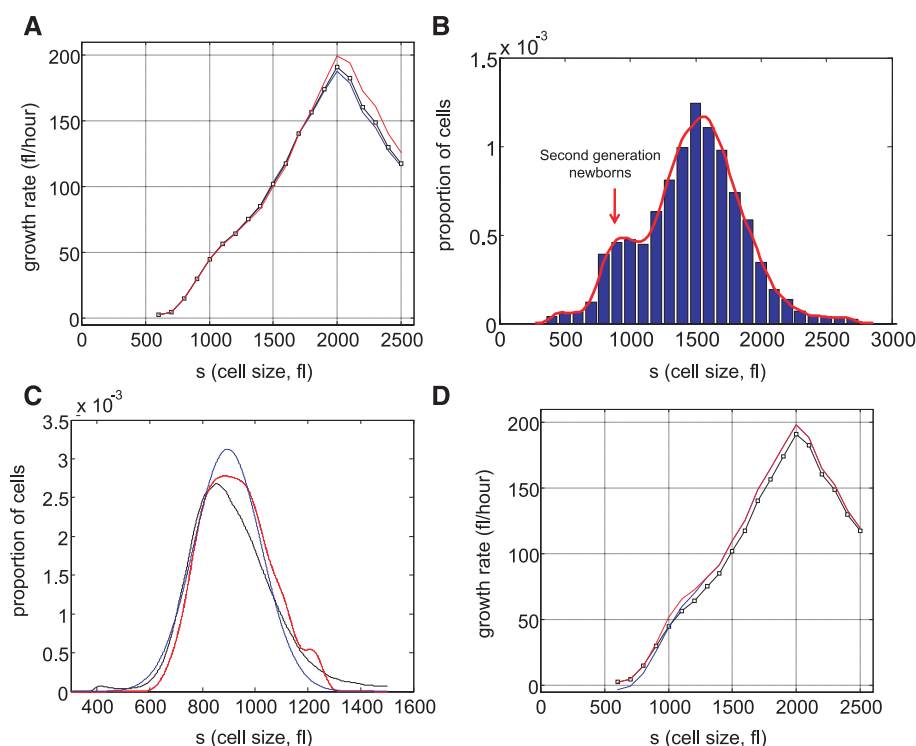 A
growth rate (fl/hour)
200
150
100
50
0
0 500 1000 1500 2000 2500
s (cell size, fl)
B
x 10⁻³
proportion of cells
1.5
1
0.5
0
Second generation
newborns
0 500 1000 1500 2000 2500 3000
s (cell size, fl)
C
x 10⁻³
proportion of cells
3.5
3
2.5
2
1.5
1
0.5
0
400 600 800 1000 1200 1400 1600
s (cell size, fl)
D
growth rate (fl/hour)
200
150
100
50
0
0 500 1000 1500 2000 2500
s (cell size, fl)